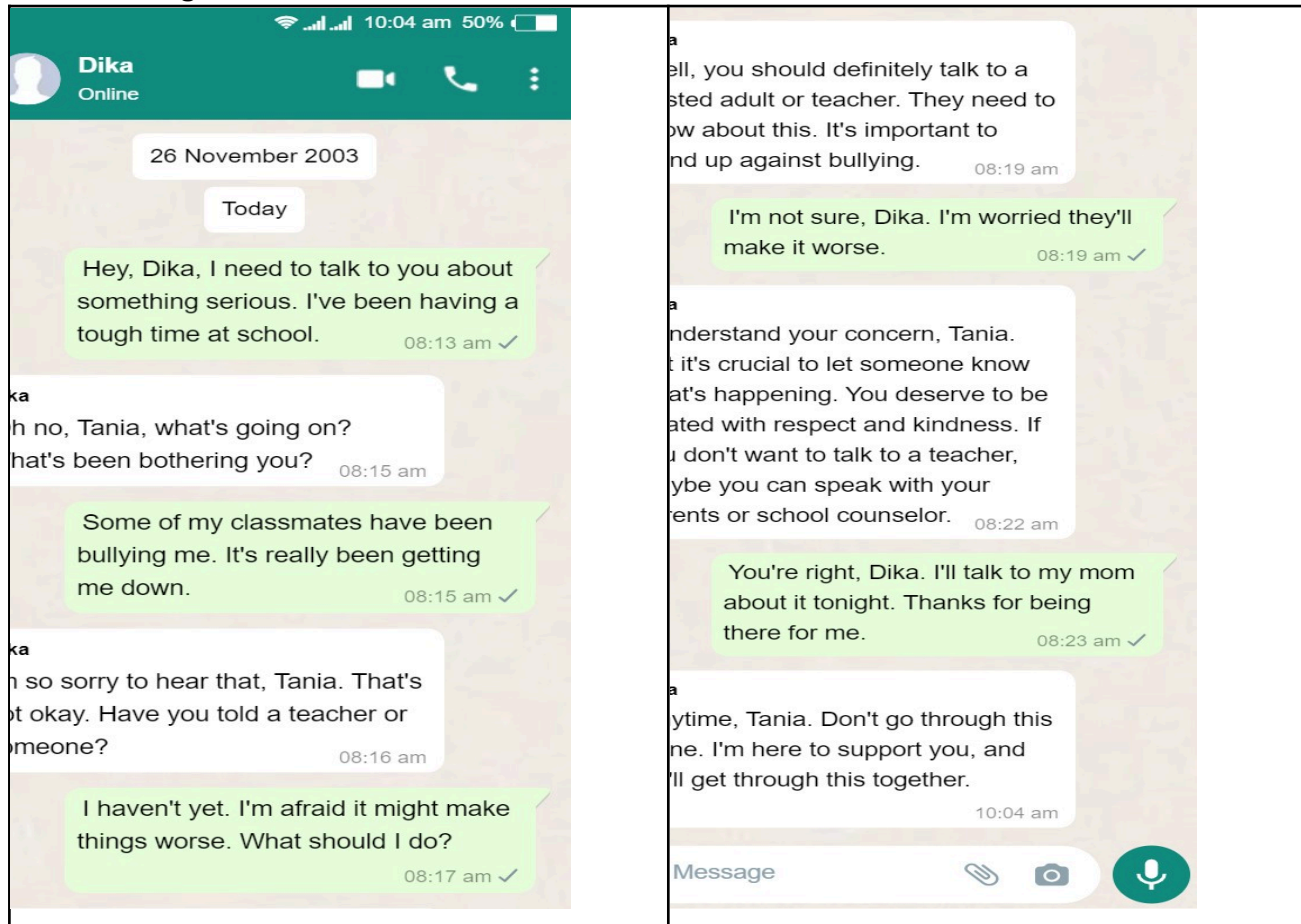 10:04 am 50%
Dika
Online
26 November 2003
Today
Hey, Dika, I need to talk to you about
something serious. I've been having a
tough time at school. 08:13 am
ka
h no, Tania, what's going on?
hat's been bothering you? 08:15 am
Some of my classmates have been
bullying me. It's really been getting
me down. 08:15 am
ka
so sorry to hear that, Tania. That's
ot okay. Have you told a teacher or
omeone? 08:16 am
I haven't yet. I'm afraid it might make
things worse. What should I do?
08:17 am
a
ell, you should definitely talk to a
sted adult or teacher. They need to
ow about this. It's important to
nd up against bullying. 08:19 am
I'm not sure, Dika. I'm worried they'll
make it worse. 08:19 am
a
nderstand your concern, Tania.
t it's crucial to let someone know
at's happening. You deserve to be
ated with respect and kindness. If
u don't want to talk to a teacher,
ybe you can speak with your
rents or school counselor. 08:22 am
You're right, Dika. I'll talk to my mom
about it tonight. Thanks for being
there for me. 08:23 am
a
ytime, Tania. Don't go through this
ne. I'm here to support you, and
'll get through this together.
10:04 am
Message